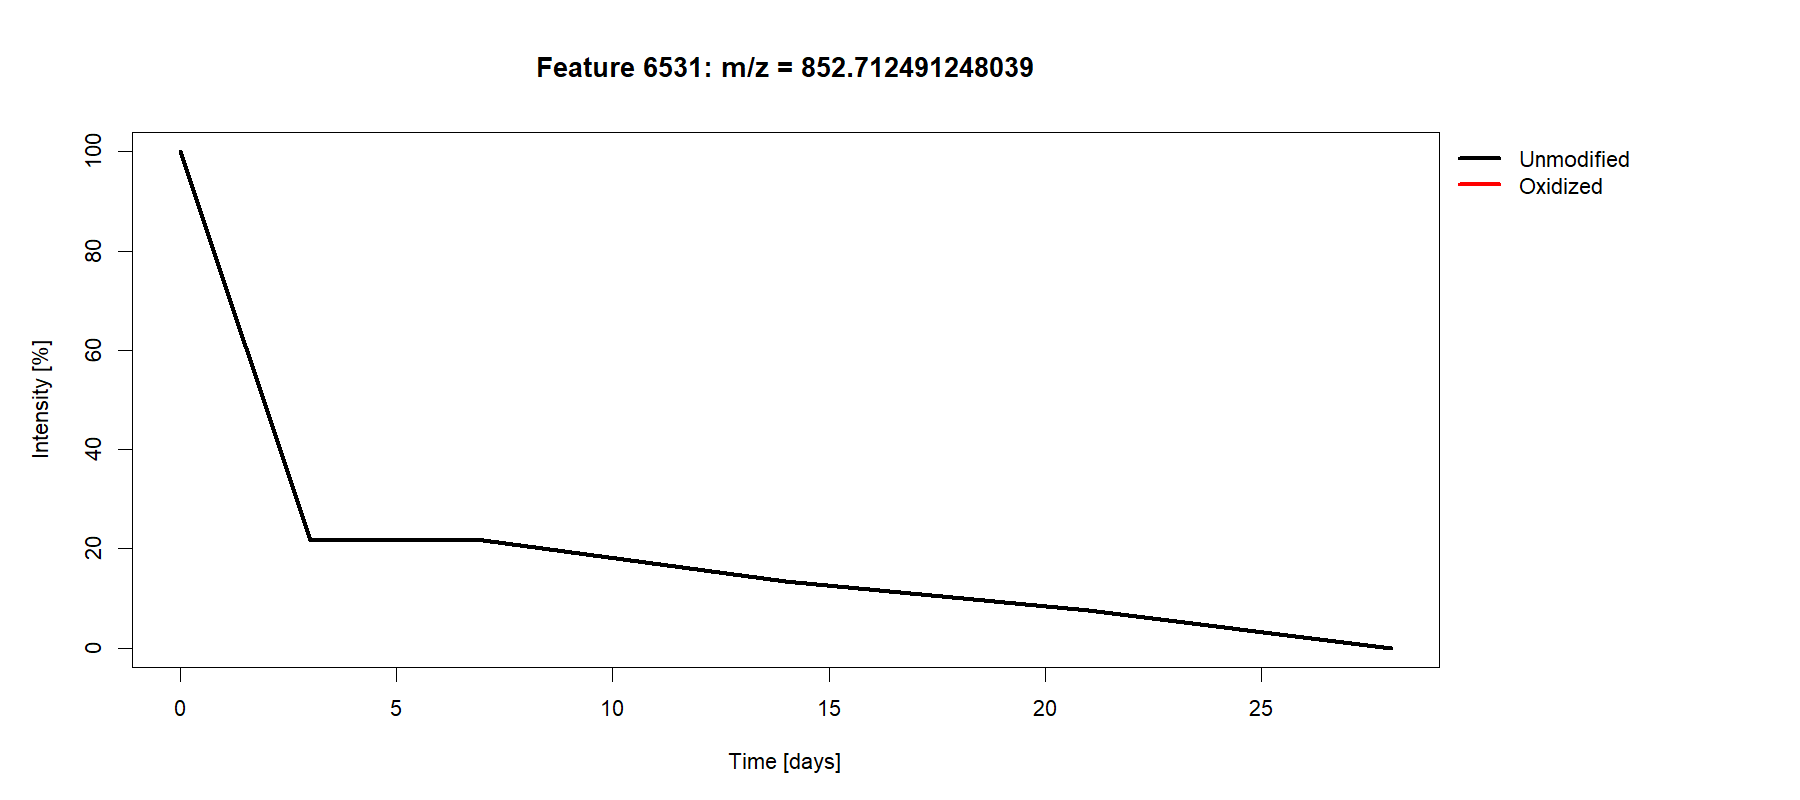 Feature 6531: m/z = 852.712491248039
Unmodified
Oxidized
Intensity [%]
100
80
60
40
20
0
0 5 10 15 20 25
Time [days]